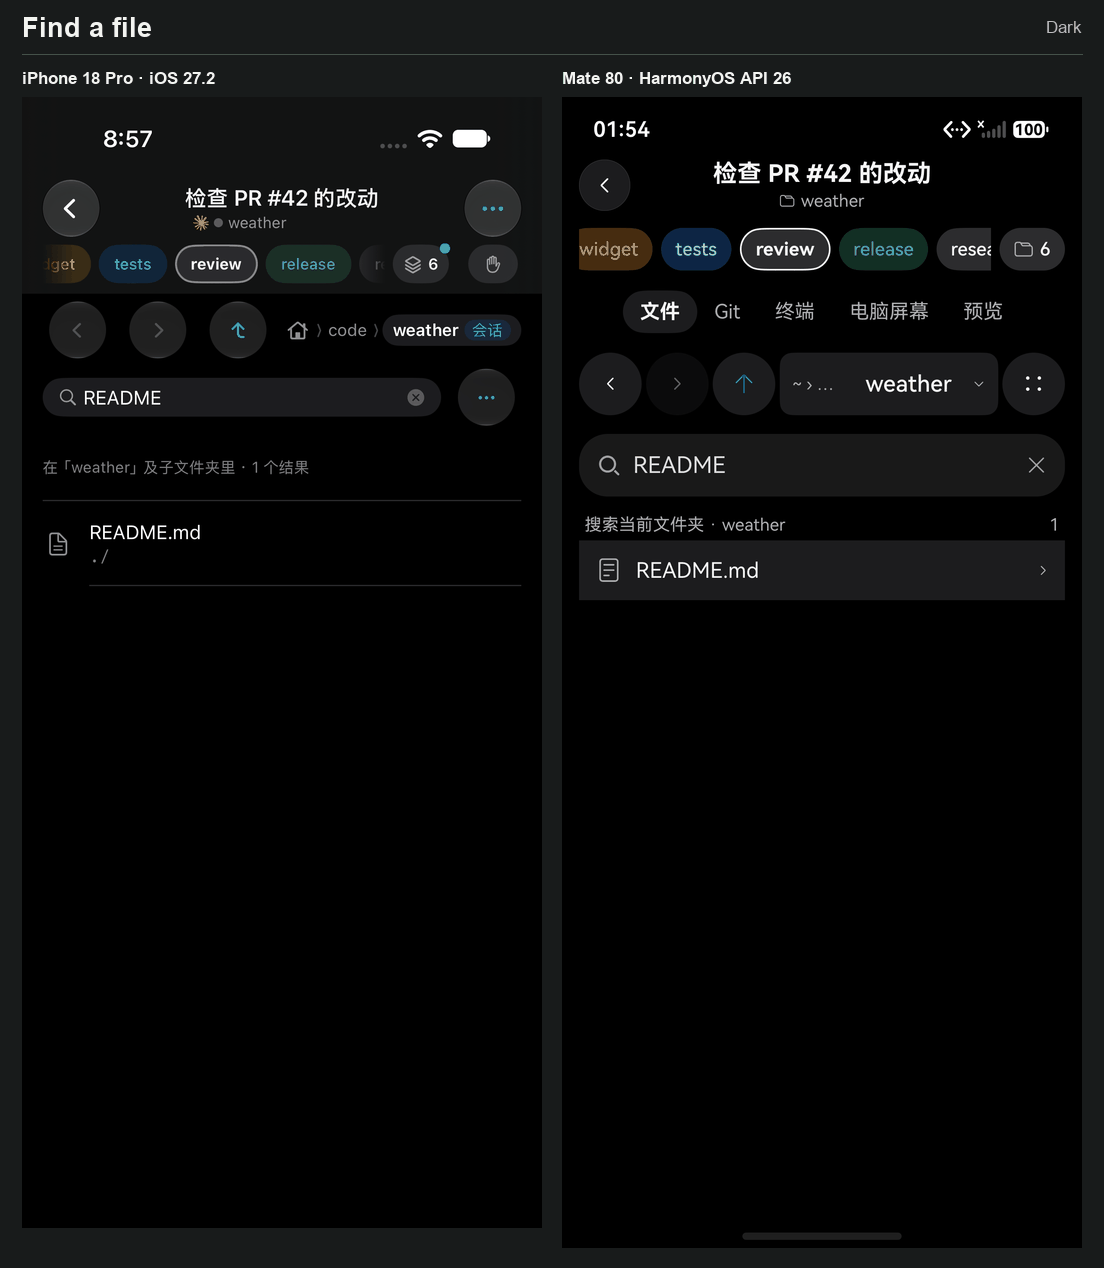 Find a file
Dark
iPhone 18 Pro · iOS 27.2
8:57
检查 PR #42 的改动
weather
dget
tests
review
release
6
code
weather
会话
README
在「weather」及子文件夹里 · 1 个结果
README.md
./
Mate 80 · HarmonyOS API 26
01:54
100
检查 PR #42 的改动
weather
widget
tests
review
release
resea
6
文件
Git
终端
电脑屏幕
预览
~ › ...
weather
README
搜索当前文件夹 · weather
1
README.md